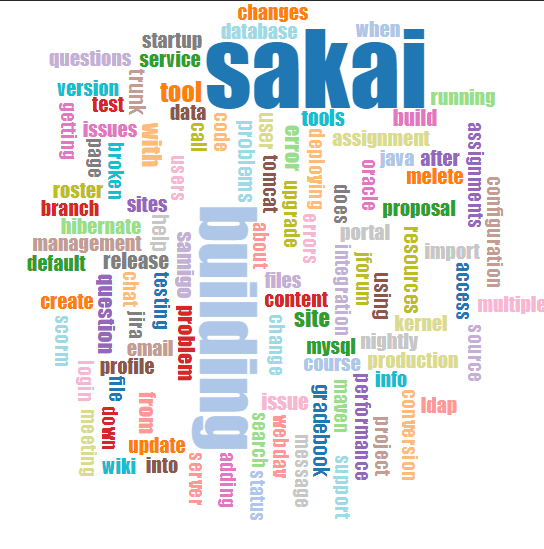 changes
database
when
startup
sakai
questions
service
trunk
version
tool
running
test
data
getting
tools
build
issues
with
call
code
problems
user
error
deploying
assignment
assignments
page
broken
users
tomcat
java
after
oracle
melete
roster
upgrade
does
configuration
branch
sites
proposal
hibernate
help
building
about
errors
portal
management
samigo
integration
forum
resources
import
default
release
access
question
chat
testing
files
using
create
content
multiple
jira
problem
site
kernel
scorm
change
source
email
mysql
nightly
login
profile
course
production
file
info
performance
maven
gradebook
from
issue
conversion
ldap
meeting
down
search
webdav
message
project
update
wiki
into
server
adding
status
support